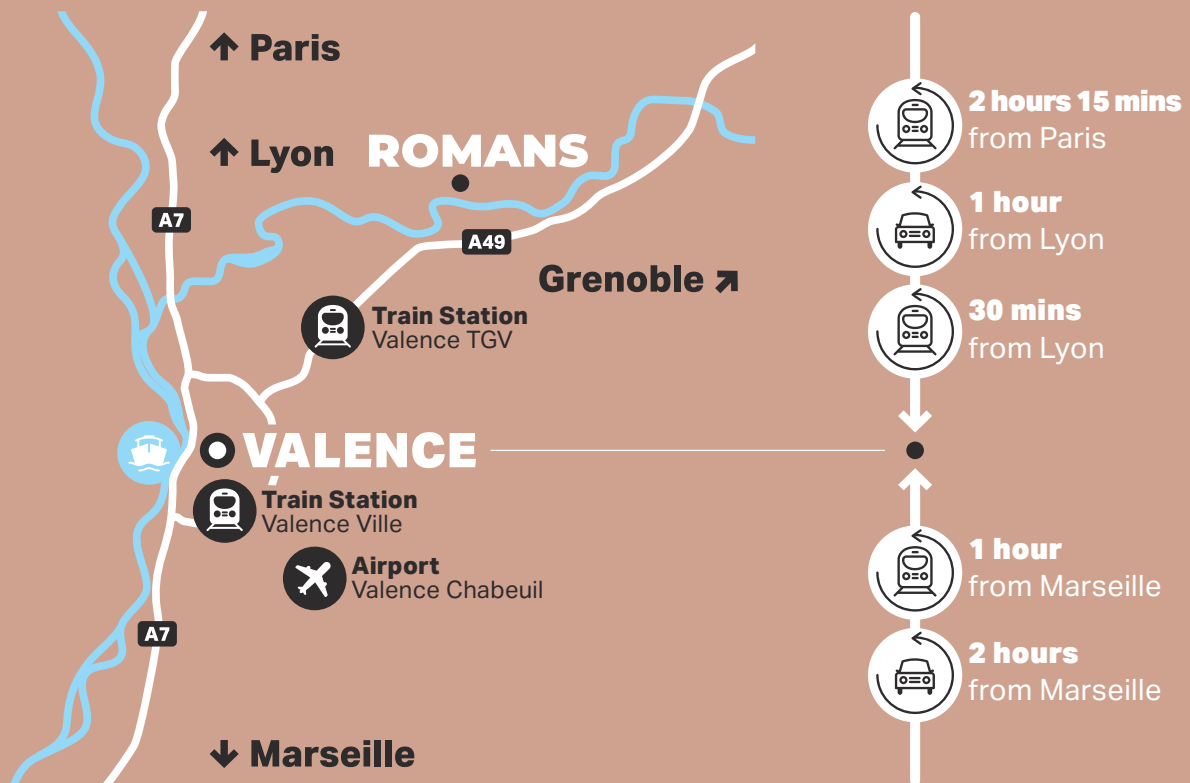 ↑ Paris
↑ Lyon
ROMANS
A7
A49
Grenoble ↗
Train Station
Valence TGV
VALENCE
Train Station
Valence Ville
Airport
Valence Chabeuil
A7
↓ Marseille
2 hours 15 mins
from Paris
1 hour
from Lyon
30 mins
from Lyon
1 hour
from Marseille
2 hours
from Marseille